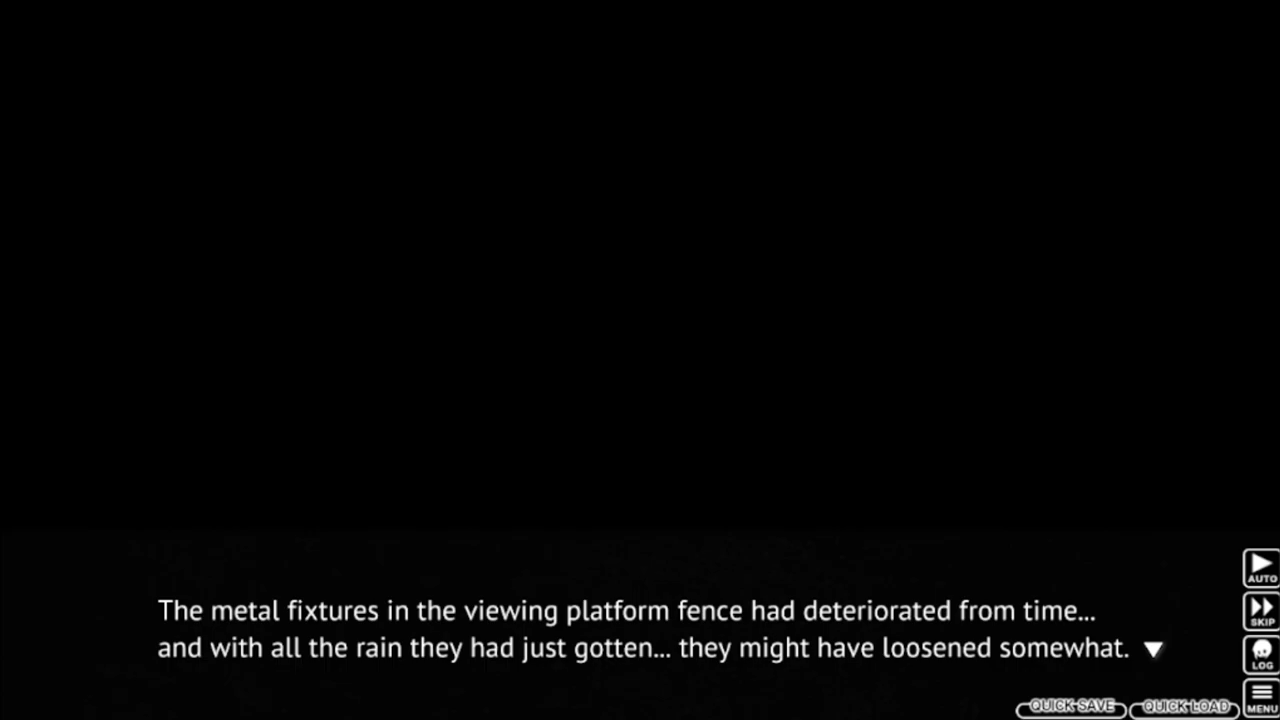 The metal fixtures in the viewing platform fence had deteriorated from time...
and with all the rain they had just gotten... they might have loosened somewhat.
AUTO
SKIP
LOG
MENU
QUICK SAVE
QUICK LOAD